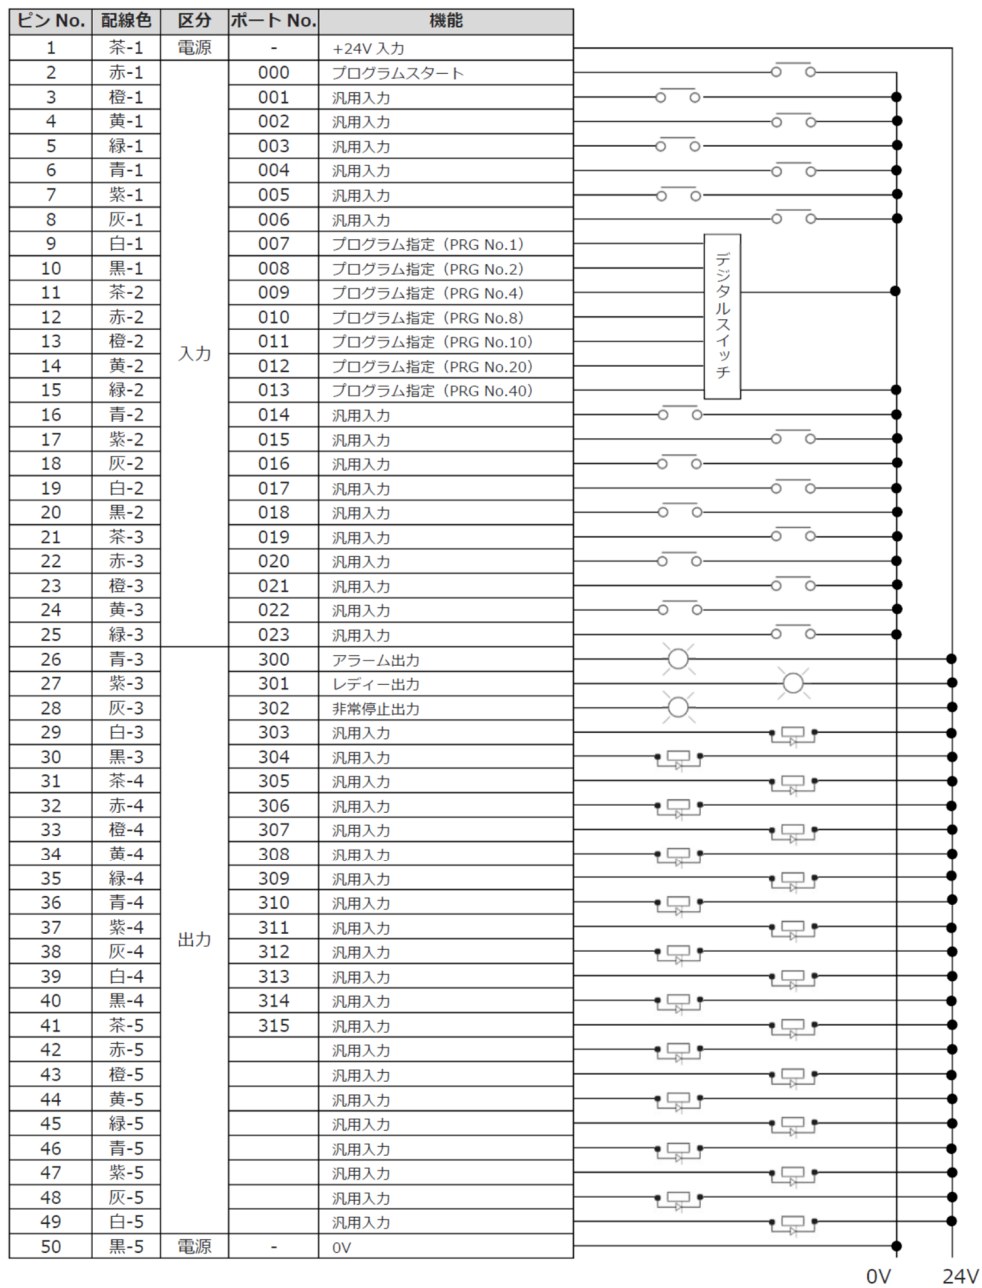 ピン No. 配線色 区分 ポート No. 機能
1 茶-1 電源 - +24V 入力
2 赤-1 000 プログラムスタート
3 橙-1 001 汎用入力
4 黄-1 002 汎用入力
5 緑-1 003 汎用入力
6 青-1 004 汎用入力
7 紫-1 005 汎用入力
8 灰-1 006 汎用入力
9 白-1 007 プログラム指定（PRG No.1）
10 黒-1 008 プログラム指定（PRG No.2）
11 茶-2 009 プログラム指定（PRG No.4）
12 赤-2 010 プログラム指定（PRG No.8）
13 橙-2 011 プログラム指定（PRG No.10）
14 黄-2 012 プログラム指定（PRG No.20）
15 緑-2 013 プログラム指定（PRG No.40）
デジタルスイッチ
入力
16 青-2 014 汎用入力
17 紫-2 015 汎用入力
18 灰-2 016 汎用入力
19 白-2 017 汎用入力
20 黒-2 018 汎用入力
21 茶-3 019 汎用入力
22 赤-3 020 汎用入力
23 橙-3 021 汎用入力
24 黄-3 022 汎用入力
25 緑-3 023 汎用入力
26 青-3 300 アラーム出力
27 紫-3 301 レディー出力
28 灰-3 302 非常停止出力
29 白-3 303 汎用入力
30 黒-3 304 汎用入力
31 茶-4 305 汎用入力
32 赤-4 306 汎用入力
33 橙-4 307 汎用入力
34 黄-4 308 汎用入力
35 緑-4 309 汎用入力
36 青-4 310 汎用入力
37 紫-4 311 汎用入力
出力
38 灰-4 312 汎用入力
39 白-4 313 汎用入力
40 黒-4 314 汎用入力
41 茶-5 315 汎用入力
42 赤-5 汎用入力
43 橙-5 汎用入力
44 黄-5 汎用入力
45 緑-5 汎用入力
46 青-5 汎用入力
47 紫-5 汎用入力
48 灰-5 汎用入力
49 白-5 汎用入力
50 黒-5 電源 - 0V
0V 24V